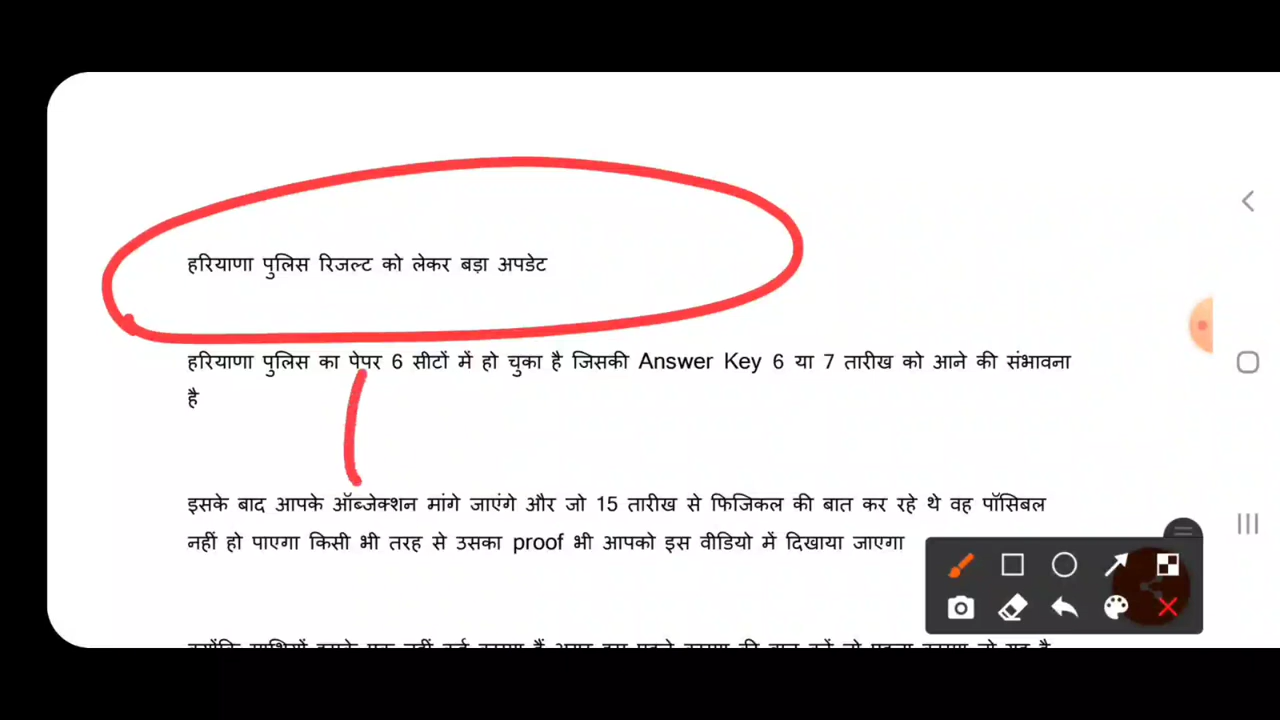 हरियाणा पुलिस रिजल्ट को लेकर बड़ा अपडेट
हरियाणा पुलिस का पेपर 6 सीटों में हो चुका है जिसकी Answer Key 6 या 7 तारीख को आने की संभावना
है
इसके बाद आपके ऑब्जेक्शन मांगे जाएंगे और जो 15 तारीख से फिजिकल की बात कर रहे थे वह पॉसिबल
नहीं हो पाएगा किसी भी तरह से उसका proof भी आपको इस वीडियो में दिखाया जाएगा